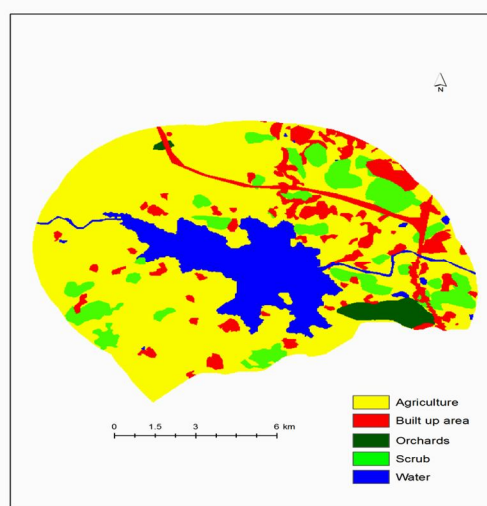 N
Agriculture
Built up area
Orchards
Scrub
Water
0 1.5 3 6 km